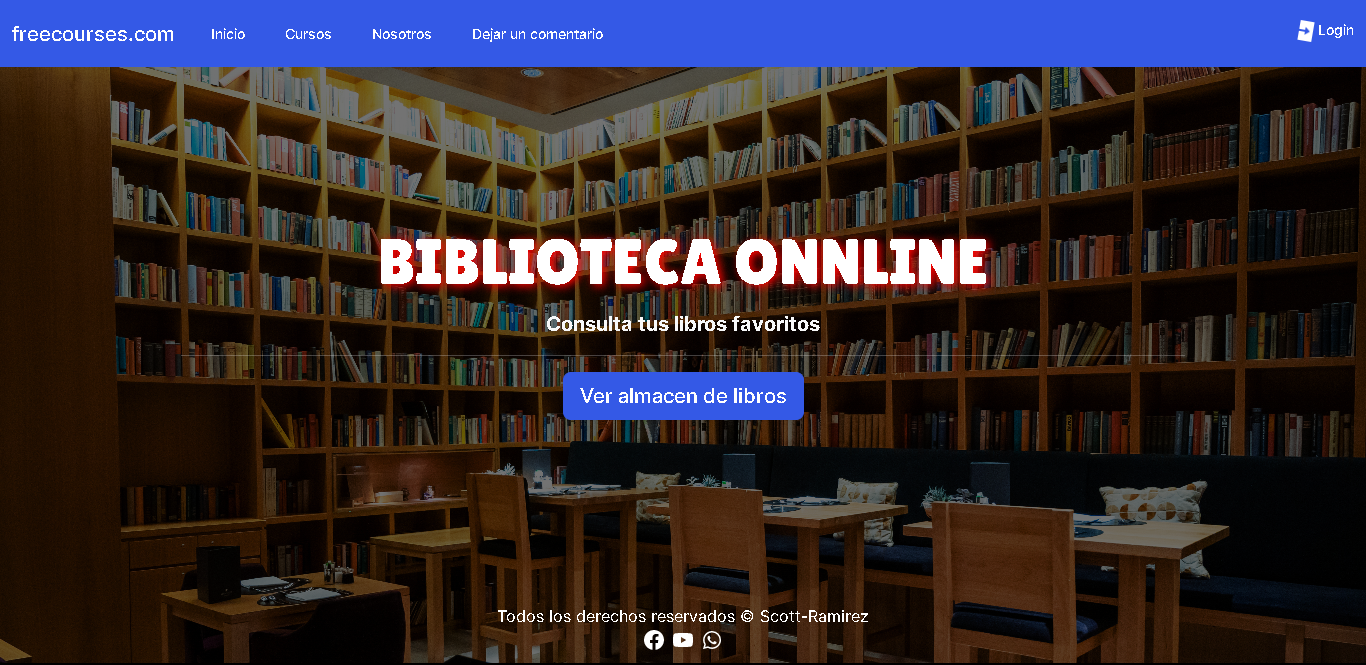 freecourses.com Inicio Cursos Nosotros Dejar un comentario Login
BIBLIOTECA ONNLINE
Consulta tus libros favoritos
Ver almacen de libros
Todos los derechos reservados © Scott-Ramirez